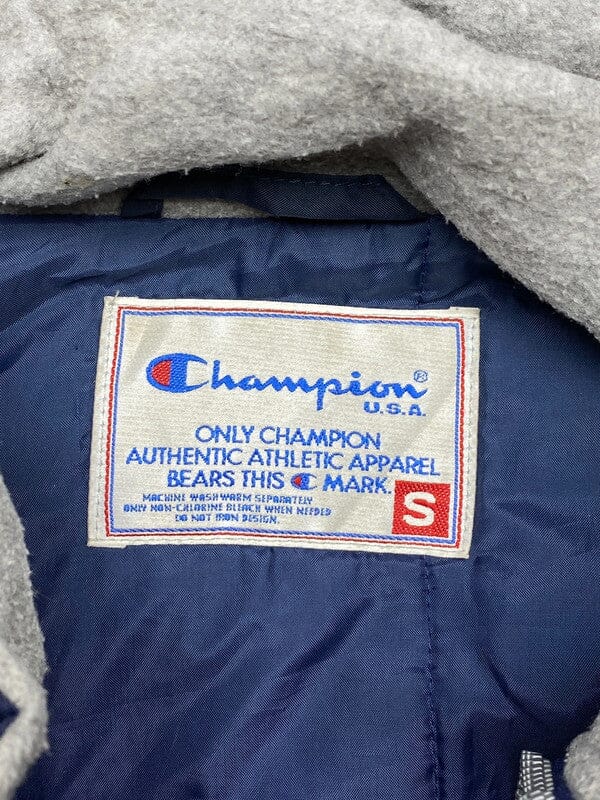 Champion®
U.S.A.
ONLY CHAMPION
AUTHENTIC ATHLETIC APPAREL
BEARS THIS C MARK.
MACHINE WASH WARM SEPARATELY
ONLY NON-CHLORINE BLEACH WHEN NEEDED
DO NOT IRON DESIGN.
S